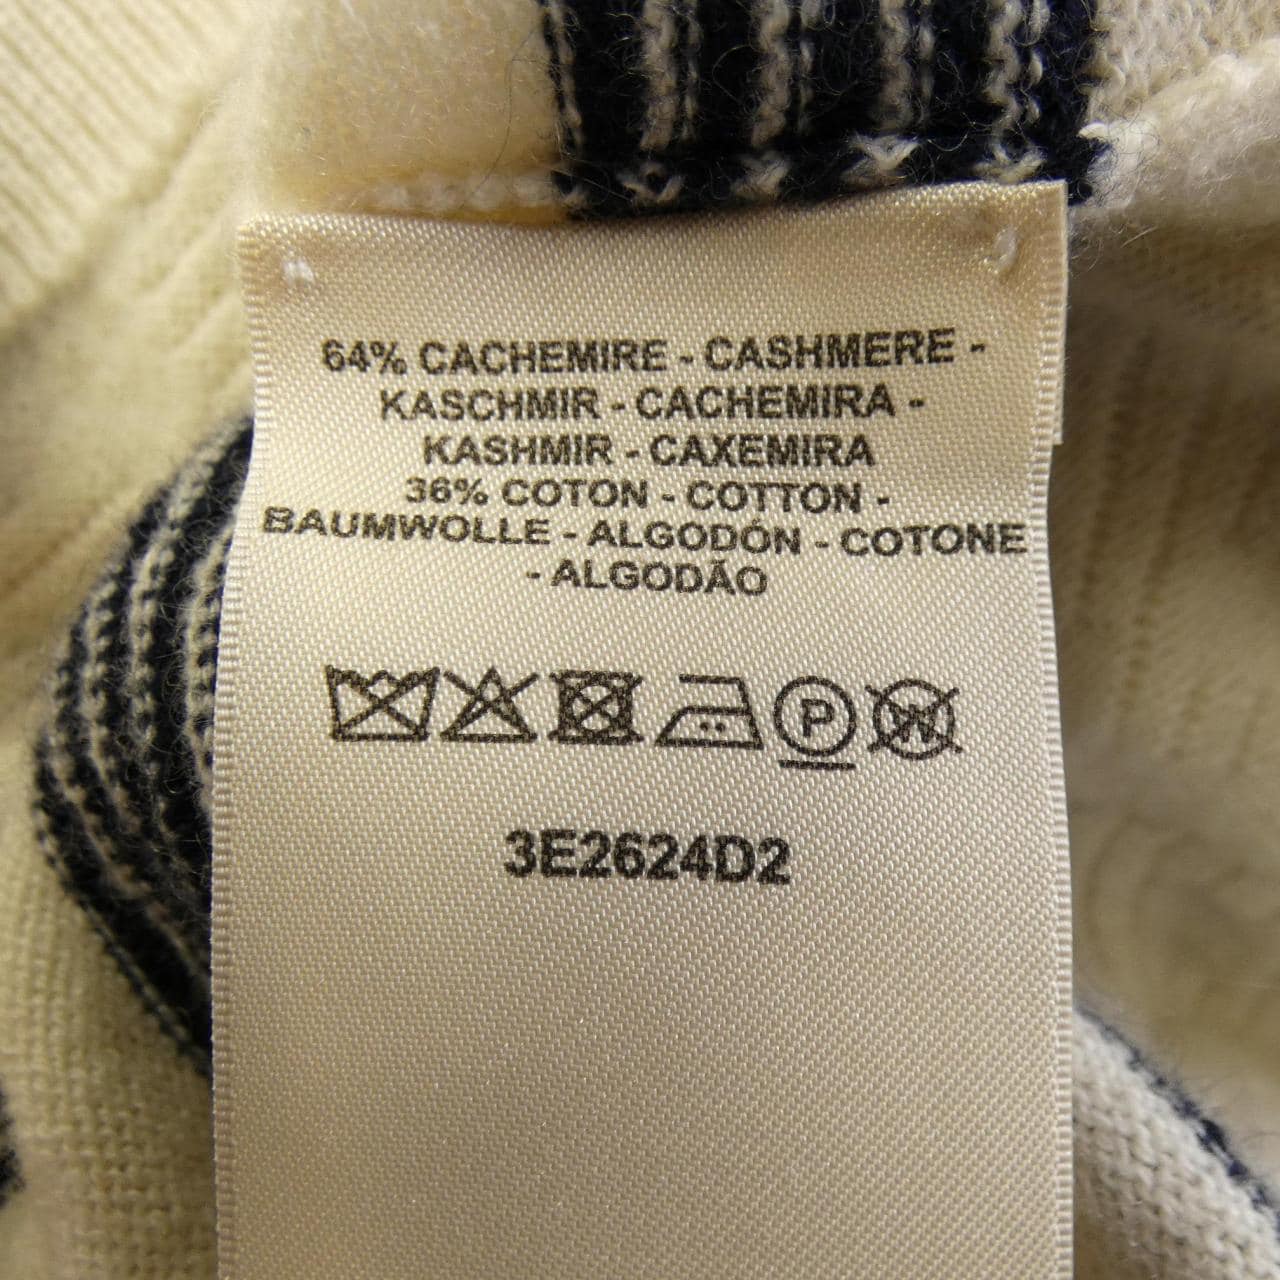 64% CACHEMIRE - CASHMERE -
KASCHMIR - CACHEMIRA -
KASHMIR - CAXEMIRA
36% COTON - COTTON -
BAUMWOLLE - ALGODÓN - COTONE
- ALGODÃO
P W
3E2624D2